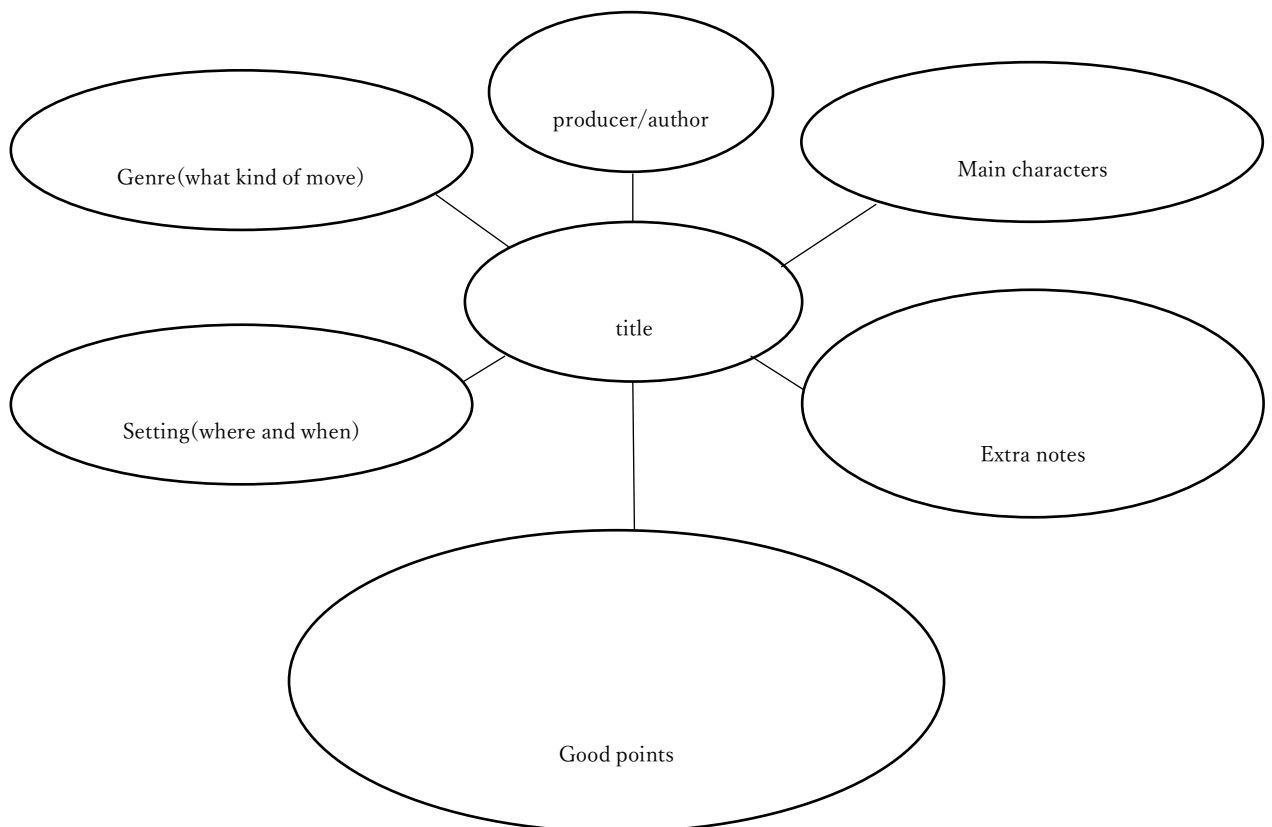 producer/author
Genre(what kind of move)
Main characters
title
Setting(where and when)
Extra notes
Good points